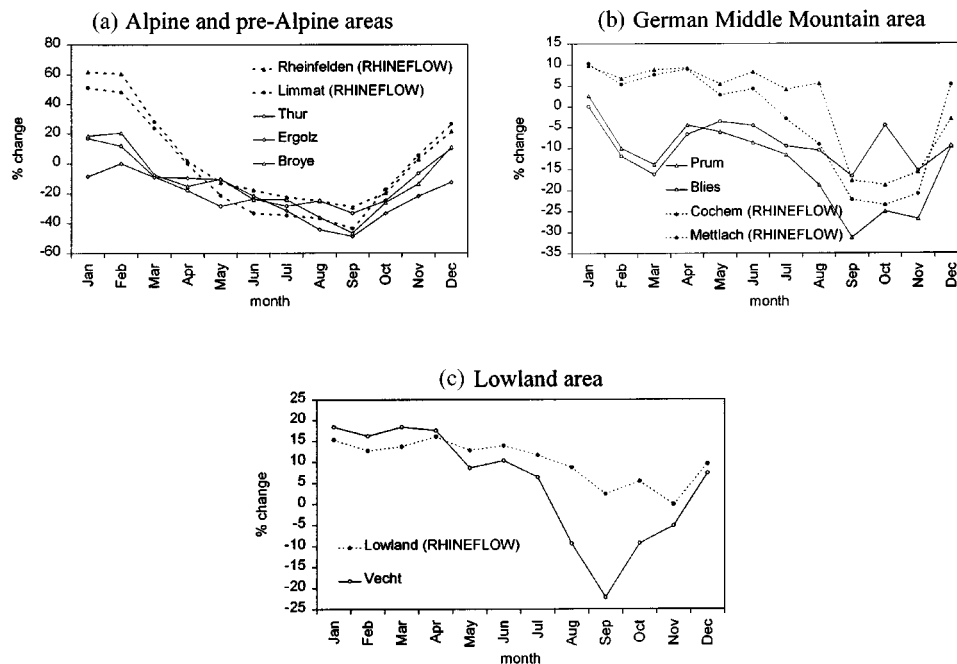 (a) Alpine and pre-Alpine areas
80
60
40
20
0
-20
-40
-60
% change
Rheinfelden (RHINEFLOW)
Limmat (RHINEFLOW)
Thur
Ergolz
Broye
Jan Feb Mar Apr May Jun Jul Aug Sep Oct Nov Dec
month
(b) German Middle Mountain area
15
10
5
0
-5
-10
-15
-20
-25
-30
-35
% change
Prum
Blies
Cochem (RHINEFLOW)
Mettlach (RHINEFLOW)
Jan Feb Mar Apr May Jun Jul Aug Sep Oct Nov Dec
month
(c) Lowland area
25
20
15
10
5
0
-5
-10
-15
-20
-25
% change
Lowland (RHINEFLOW)
Vecht
Jan Feb Mar Apr May Jun Jul Aug Sep Oct Nov Dec
month